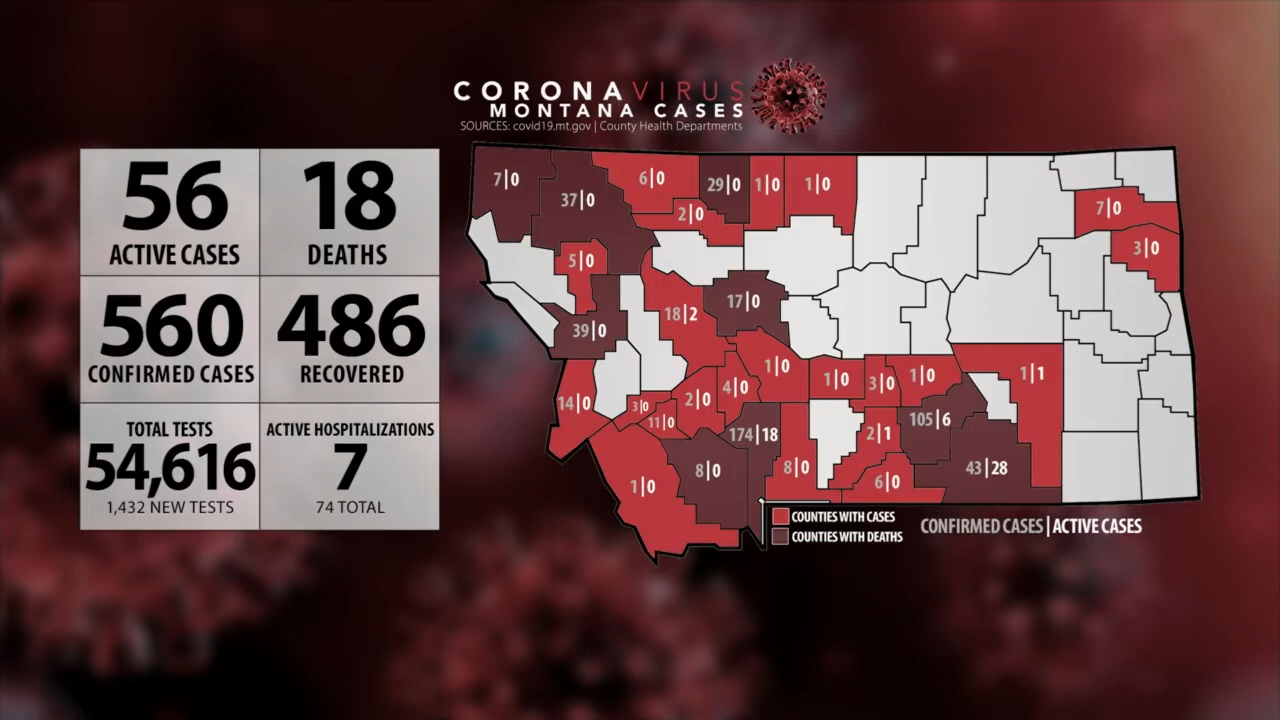 CORONAVIRUS
MONTANA CASES
SOURCES: covid19.mt.gov | County Health Departments
56
ACTIVE CASES
18
DEATHS
560
CONFIRMED CASES
486
RECOVERED
TOTAL TESTS
54,616
1,432 NEW TESTS
ACTIVE HOSPITALIZATIONS
7
74 TOTAL
7|0
37|0
6|0
29|0
1|0
1|0
2|0
7|0
3|0
5|0
18|2
17|0
39|0
1|0
1|0
3|0
1|0
1|1
14|0
3|0
11|0
2|0
4|0
174|18
2|1
105|6
1|0
8|0
8|0
6|0
43|28
COUNTIES WITH CASES
COUNTIES WITH DEATHS
CONFIRMED CASES | ACTIVE CASES